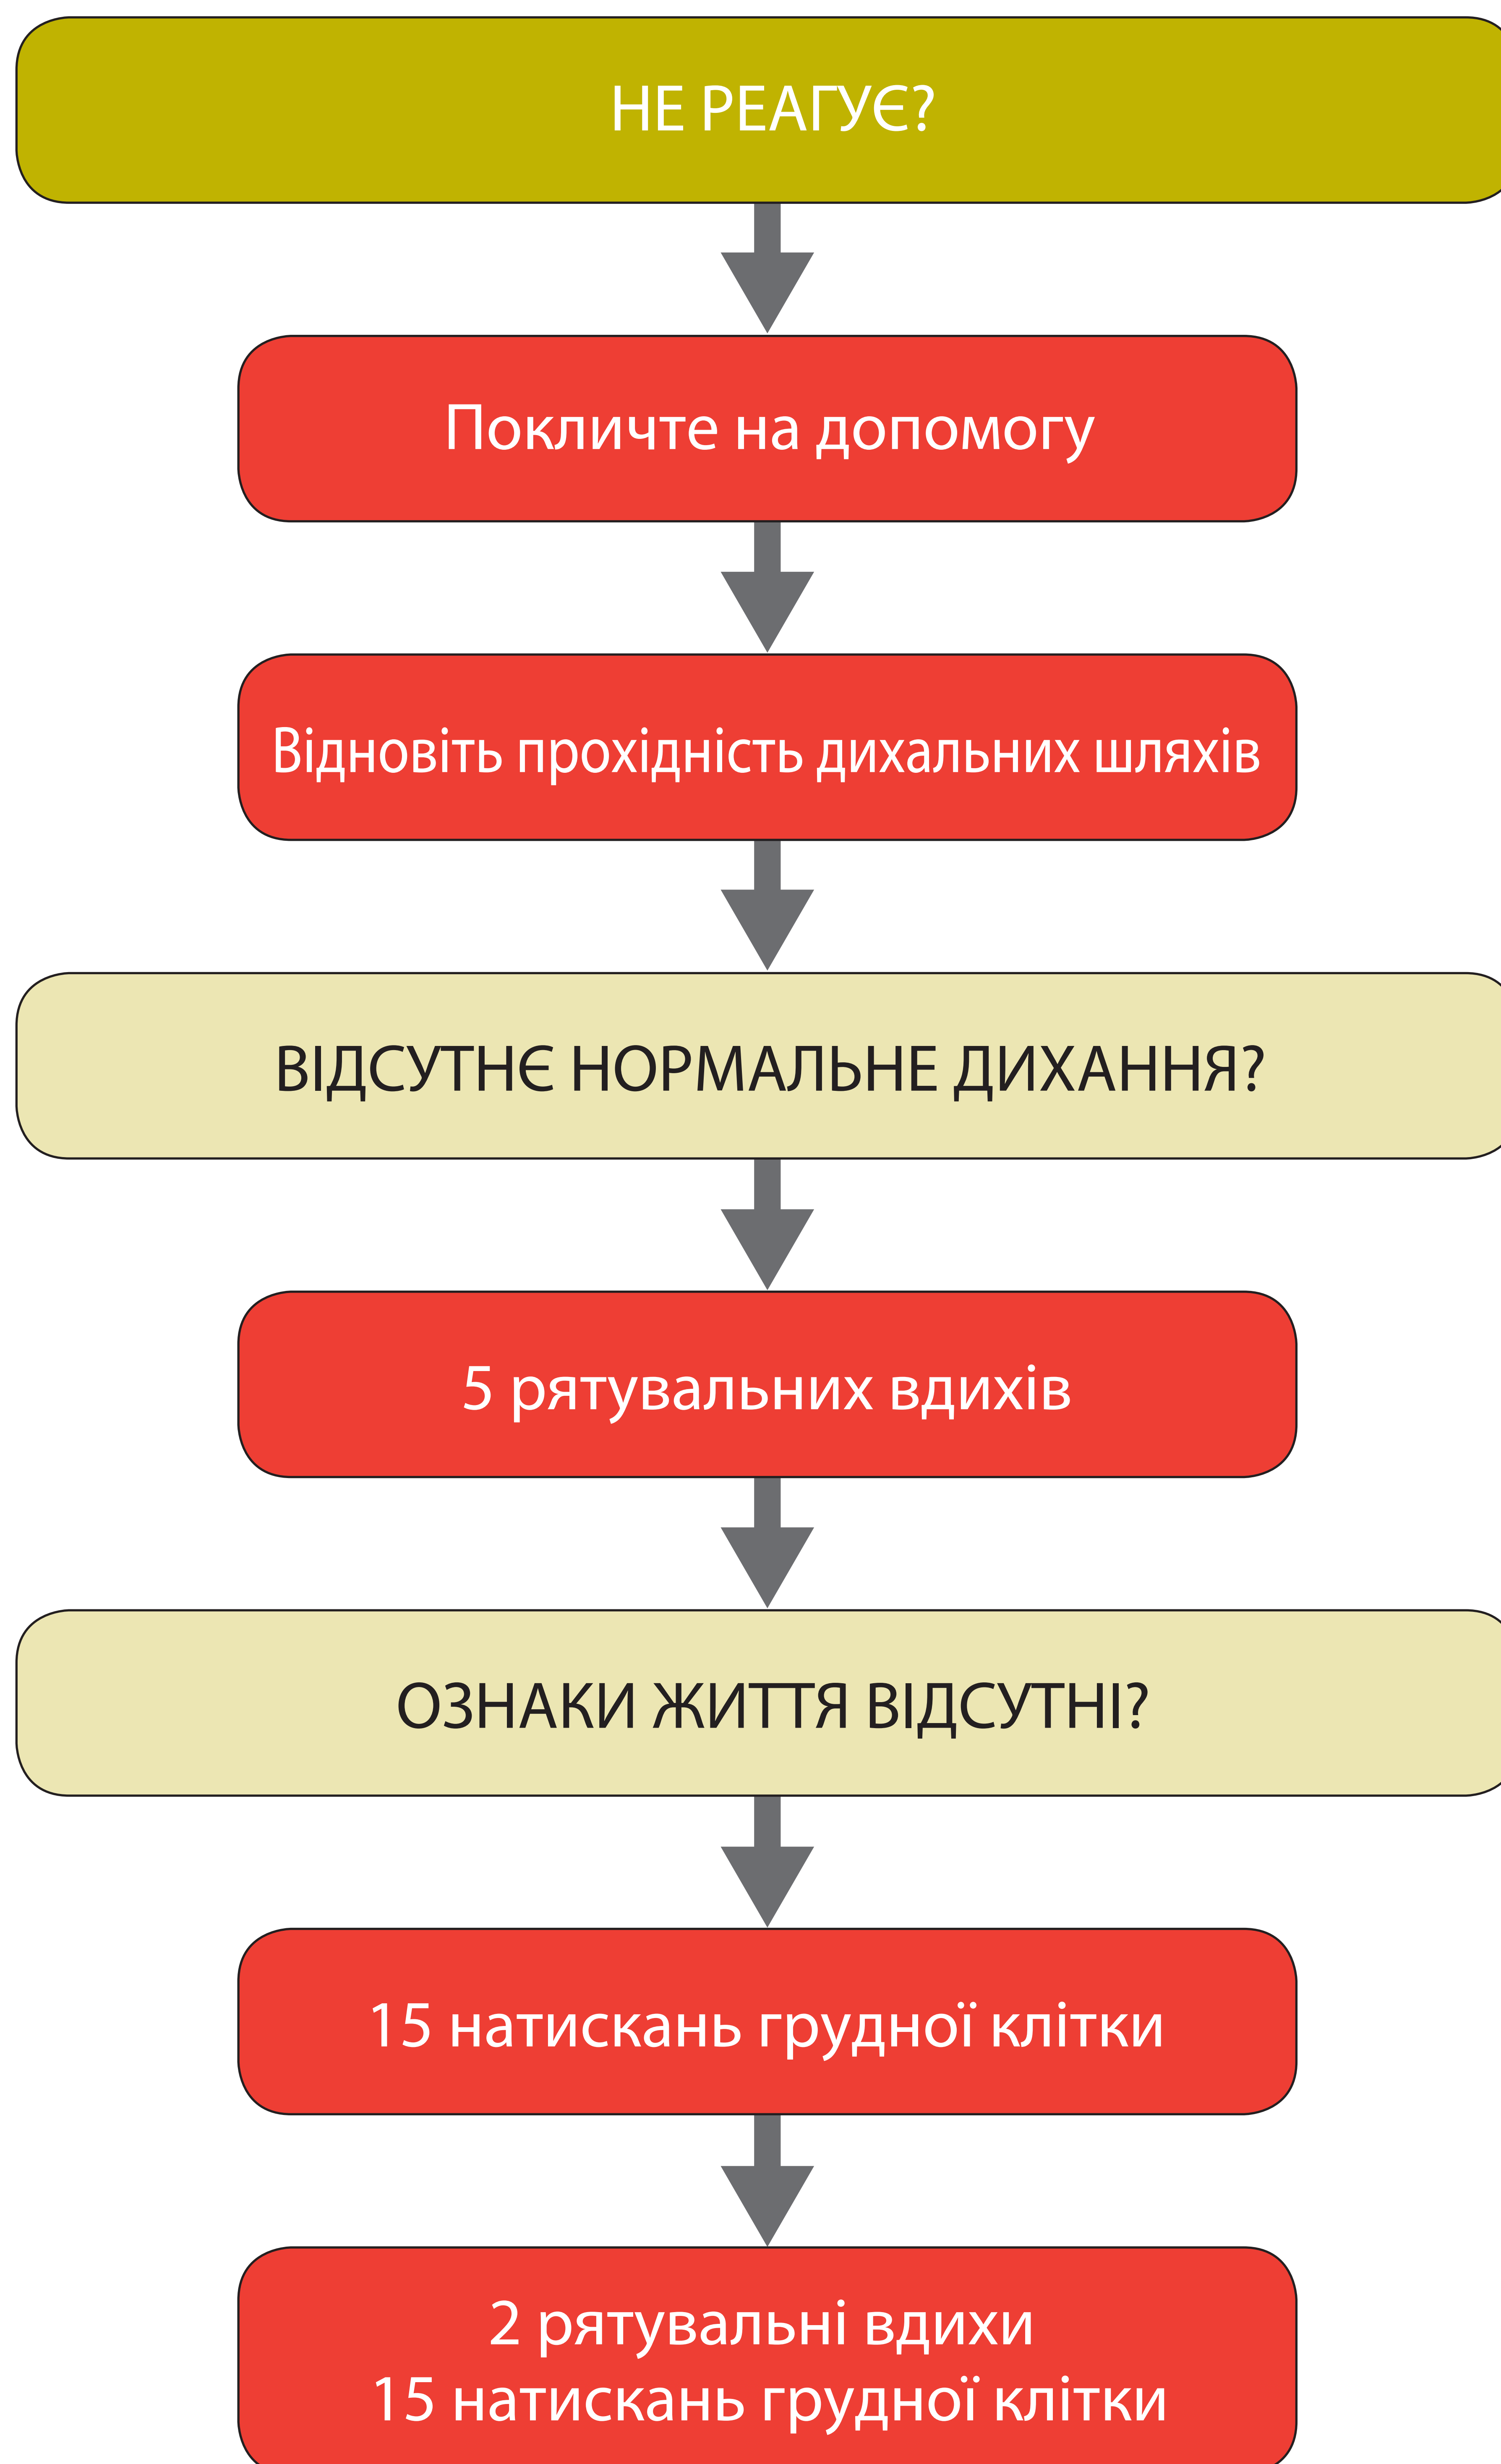 НЕ РЕАГУЄ?
Покличте на допомогу
Відновіть прохідність дихальних шляхів
ВІДСУТНЄ НОРМАЛЬНЕ ДИХАННЯ?
5 рятувальних вдихів
ОЗНАКИ ЖИТТЯ ВІДСУТНІ?
15 натискань грудної клітки
2 рятувальні вдихи
15 натискань грудної клітки